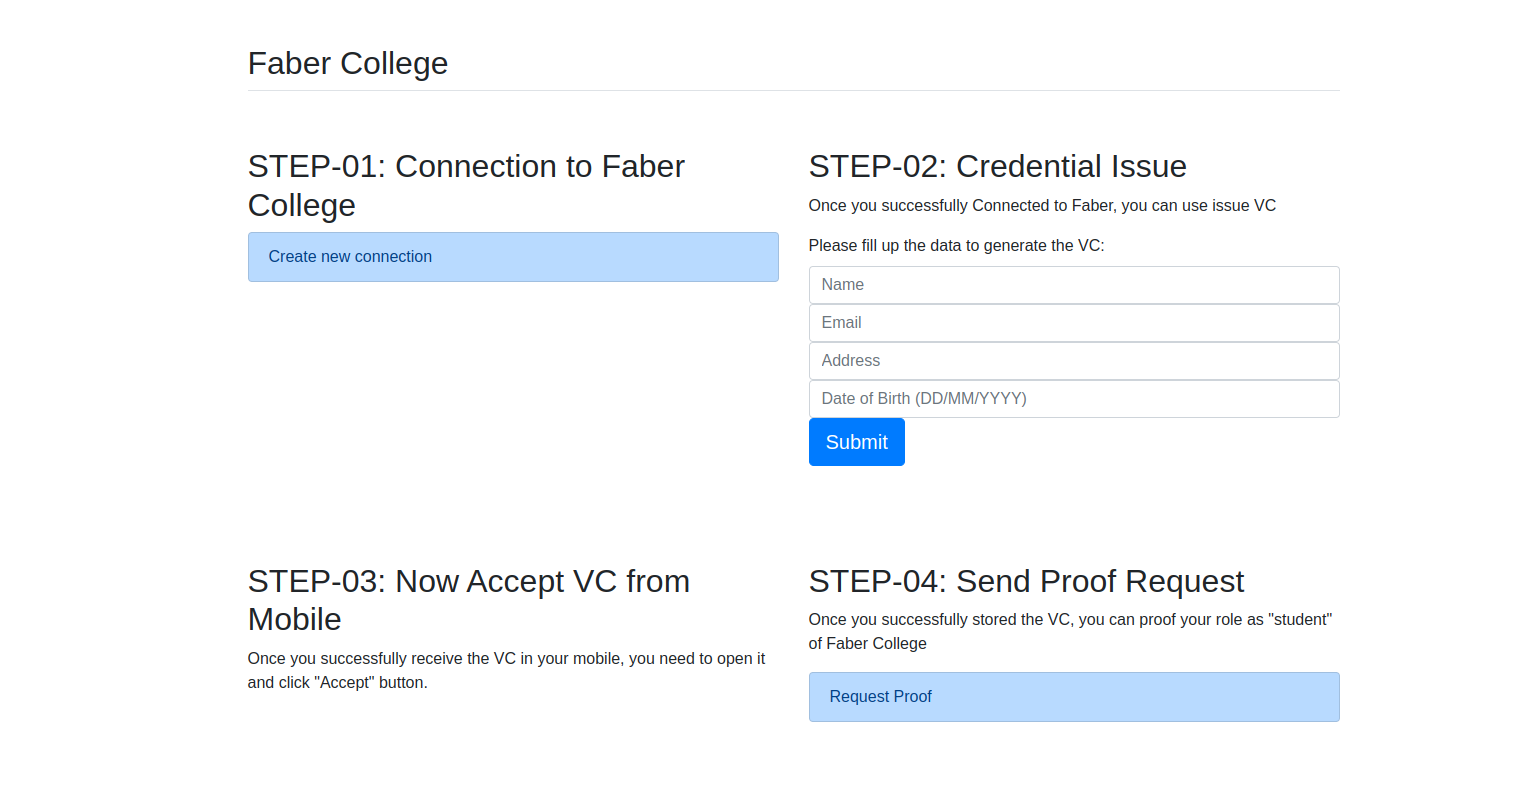 Faber College
STEP-01: Connection to Faber
College
Create new connection
STEP-02: Credential Issue
Once you successfully Connected to Faber, you can use issue VC
Please fill up the data to generate the VC:
Name
Email
Address
Date of Birth (DD/MM/YYYY)
Submit
STEP-03: Now Accept VC from
Mobile
Once you successfully receive the VC in your mobile, you need to open it
and click "Accept" button.
STEP-04: Send Proof Request
Once you successfully stored the VC, you can proof your role as "student"
of Faber College
Request Proof